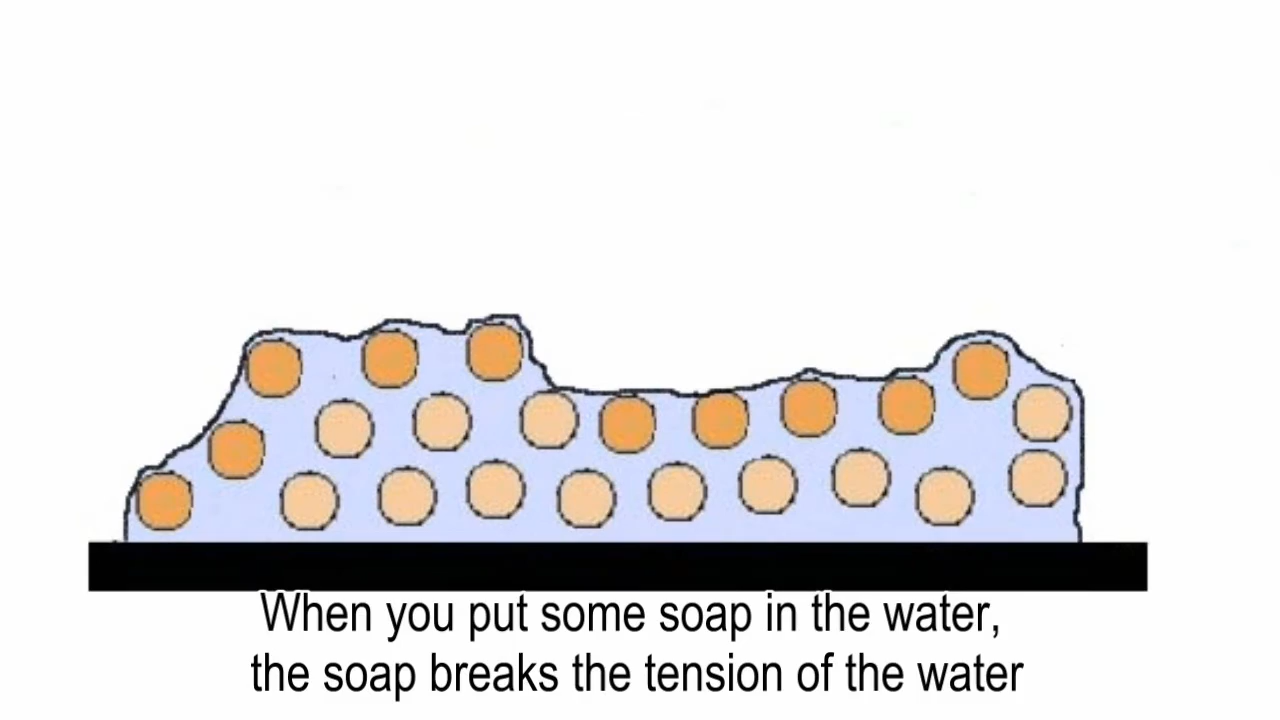 When you put some soap in the water,
the soap breaks the tension of the water